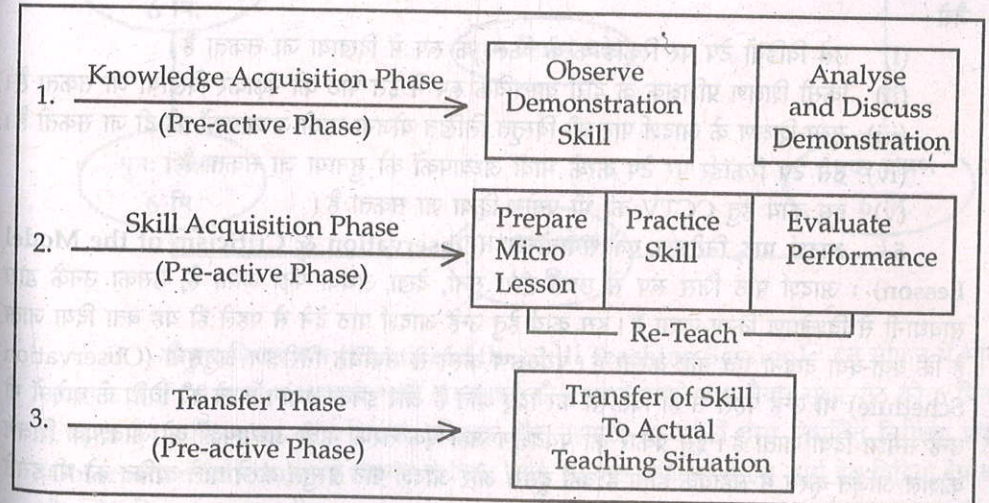 1. Knowledge Acquisition Phase
(Pre-active Phase)
Observe
Demonstration
Skill
Analyse
and Discuss
Demonstration
2. Skill Acquisition Phase
(Pre-active Phase)
Prepare
Micro
Lesson
Practice
Skill
Evaluate
Performance
Re-Teach
3. Transfer Phase
(Pre-active Phase)
Transfer of Skill
To Actual
Teaching Situation